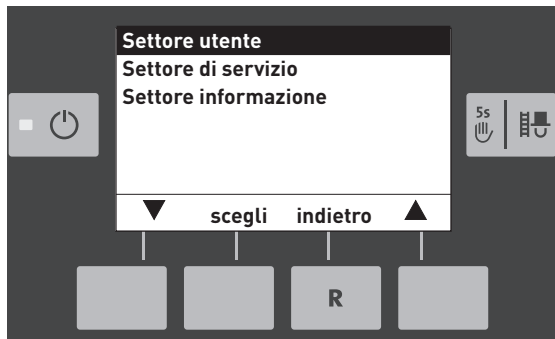 Settore utente
Settore di servizio
Settore informazione
5s
▼ scegli indietro ▲
R